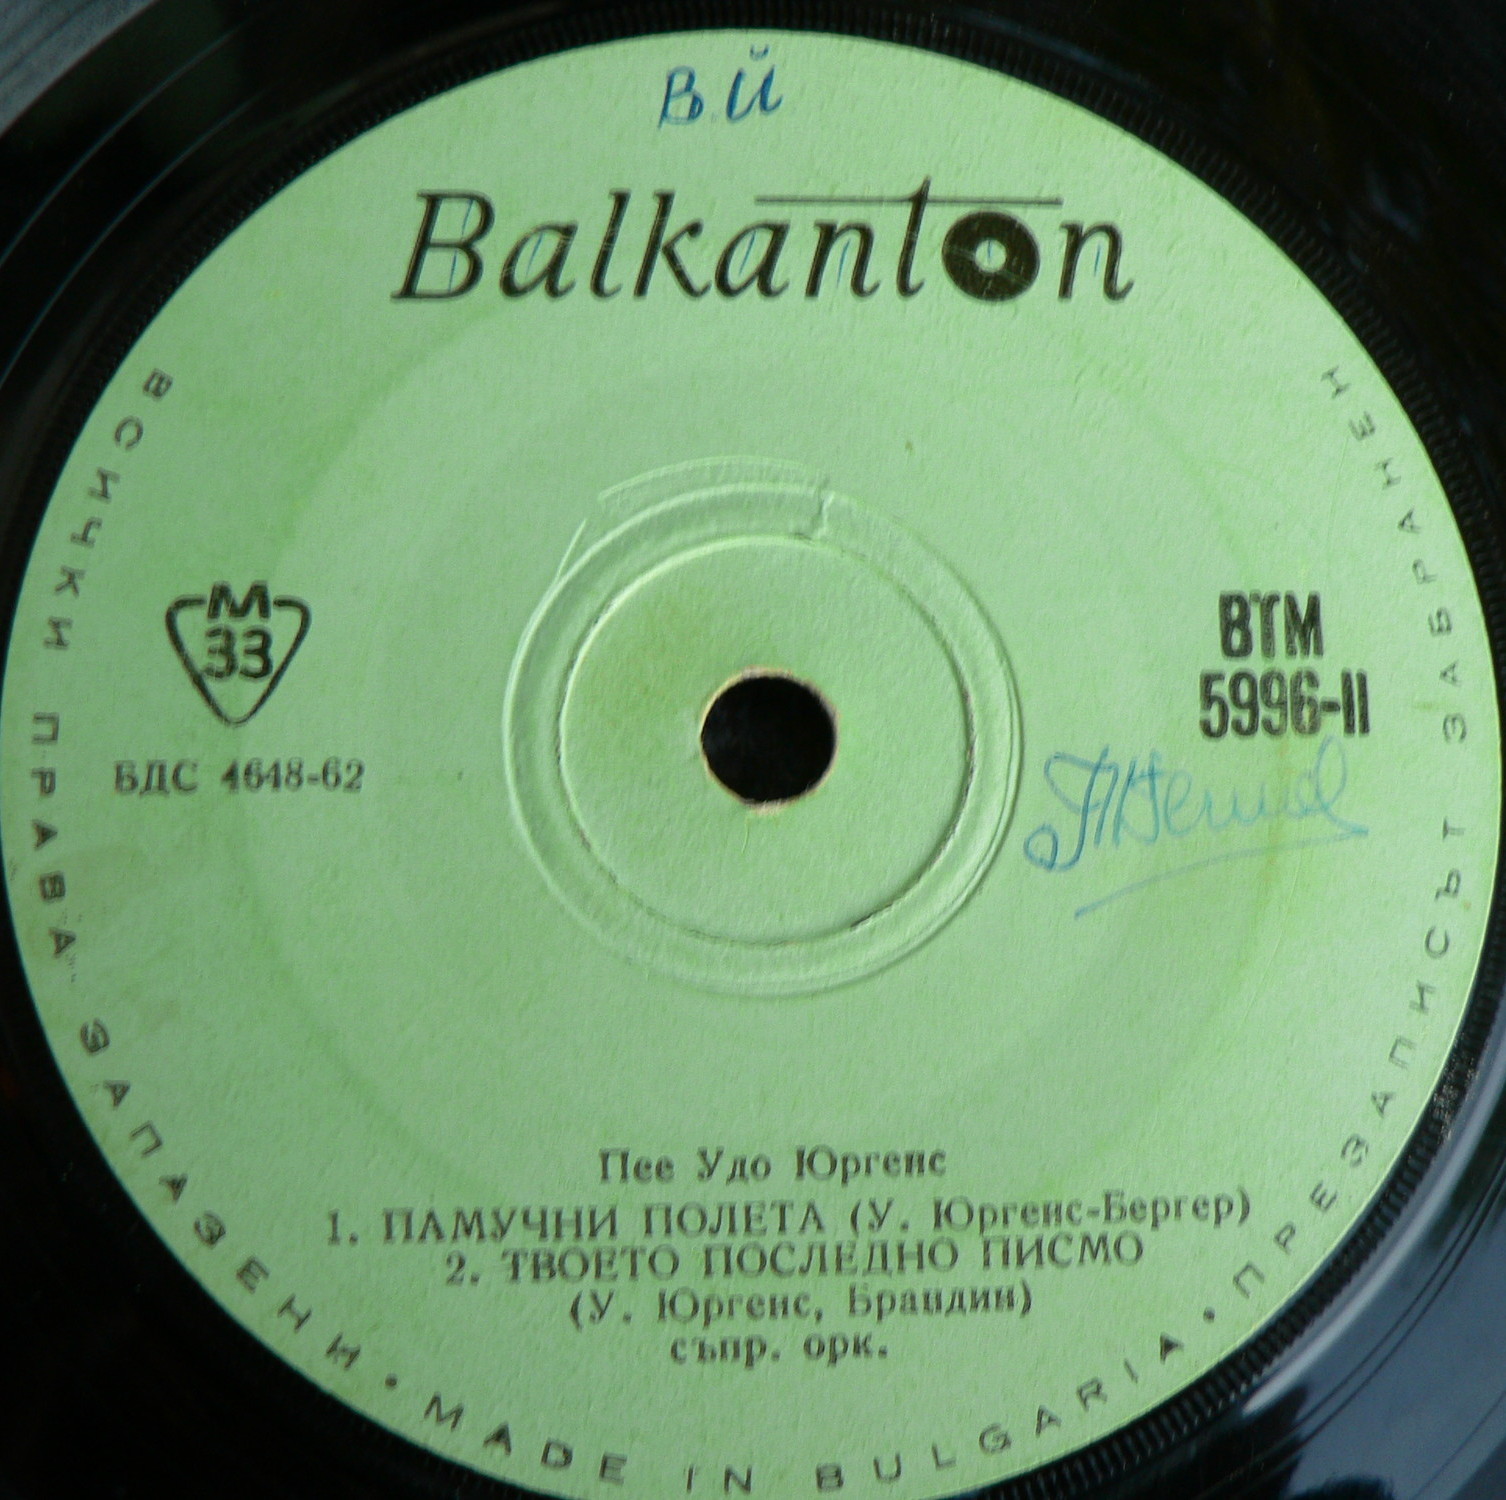 ВЙ
Balkanton
М
33
БДС 4648-62
ВТМ
5996-II
Пее Удо Юргенс
1. ПАМУЧНИ ПОЛЕТА (У. Юргенс-Бергер)
2. ТВОЕТО ПОСЛЕДНО ПИСМО
(У. Юргенс, Брандин)
съпр. орк.
ВСИЧКИ ПРАВА ЗАПАЗЕНИ • MADE IN BULGARIA • ПРЕЗАПИСЪТ ЗАБРАНЕН